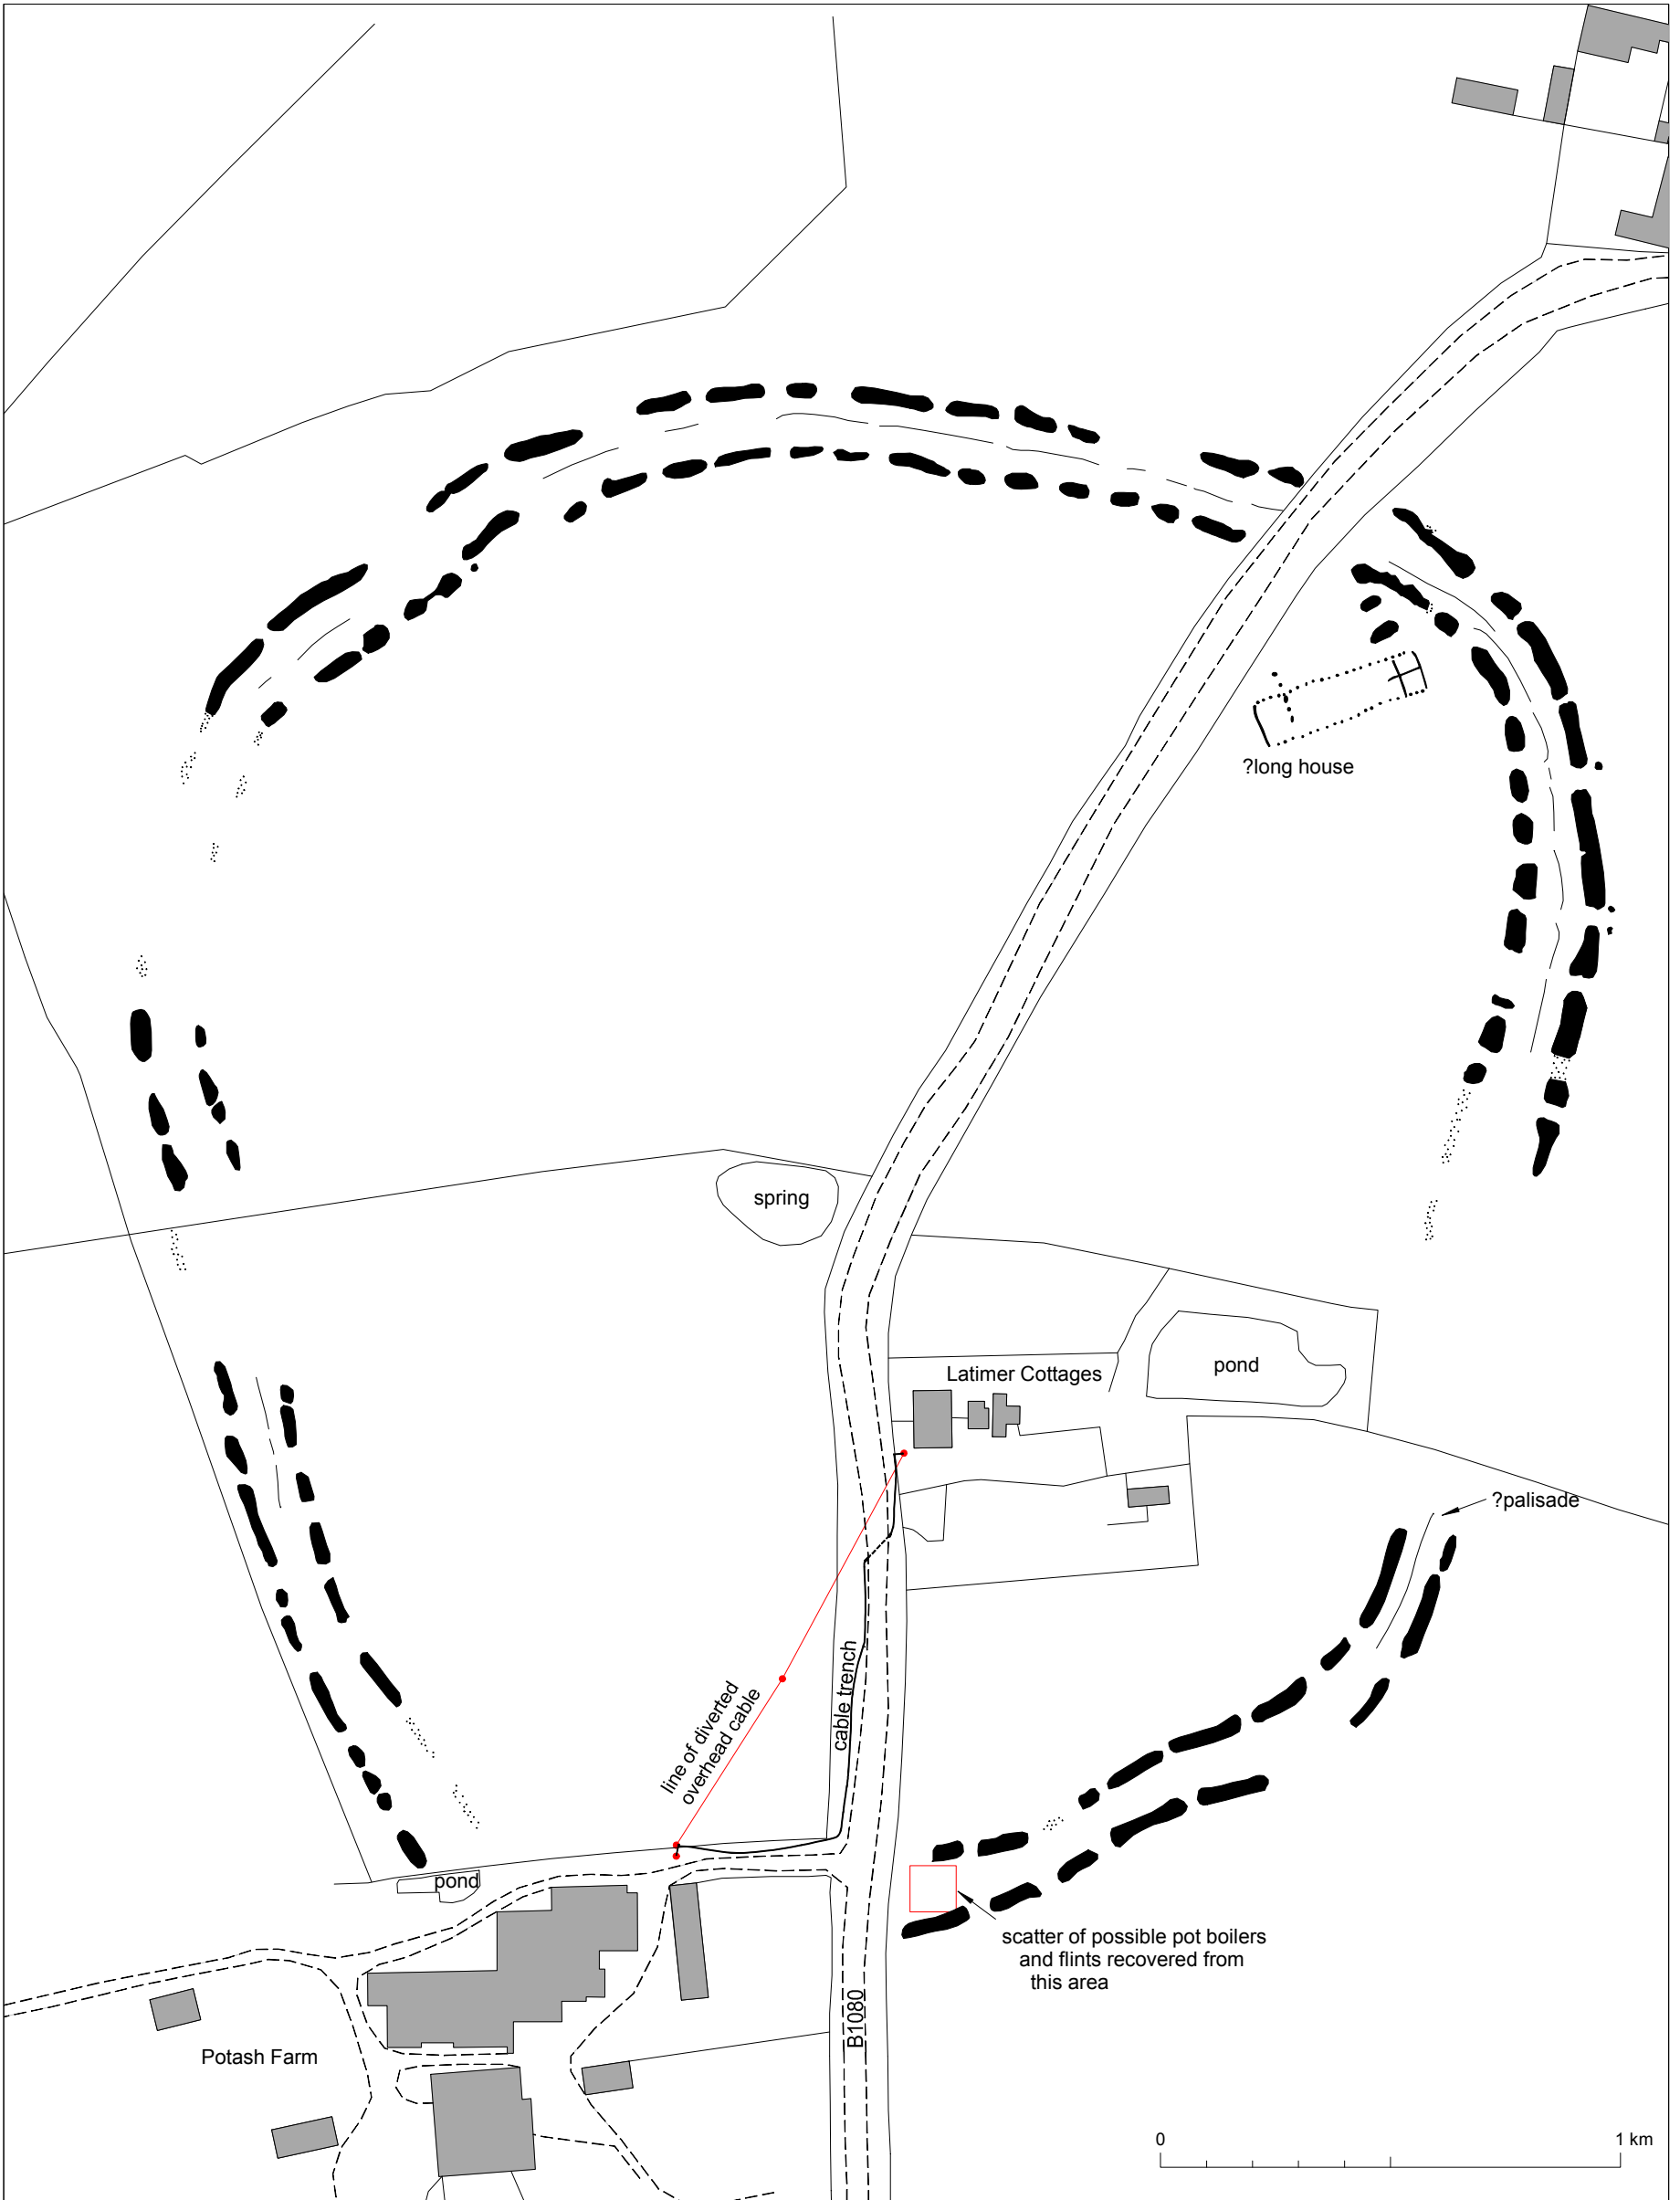 ?long house
spring
Latimer Cottages
pond
?palisade
cable trench
line of diverted
overhead cable
pond
scatter of possible pot boilers
and flints recovered from
this area
B1080
Potash Farm
0
1 km